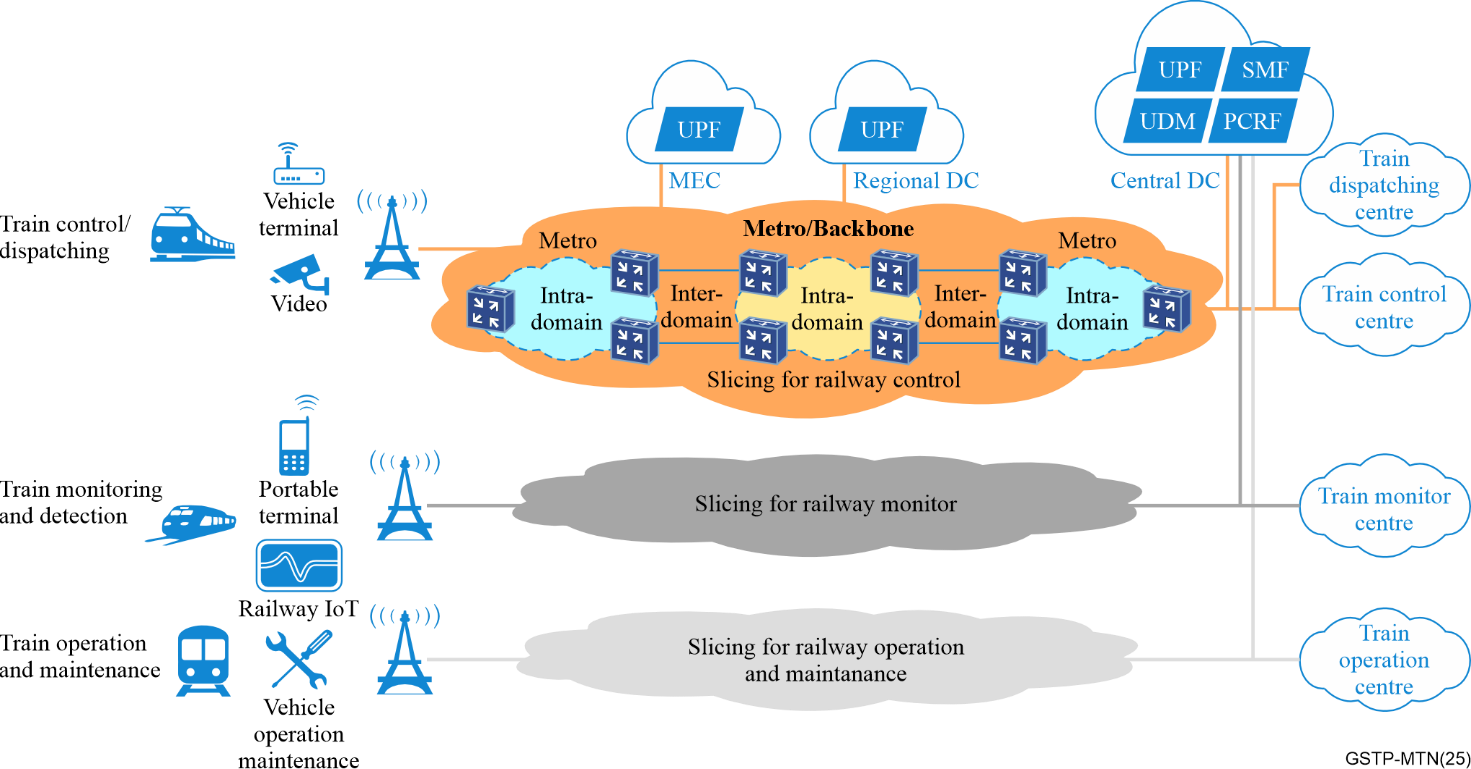 UPF
SMF
UDM
PCRF
UPF
UPF
MEC
Regional DC
Central DC
Train
dispatching
centre
Train control/
dispatching
Vehicle
terminal
Video
Metro/Backbone
Metro
Metro
Intra-
domain
Inter-
domain
Intra-
domain
Inter-
domain
Intra-
domain
Slicing for railway control
Train control
centre
Train monitoring
and detection
Portable
terminal
Slicing for railway monitor
Train monitor
centre
Railway IoT
Train operation
and maintenance
Vehicle
operation
maintenance
Slicing for railway operation
and maintanance
Train
operation
centre
GSTP-MTN(25)